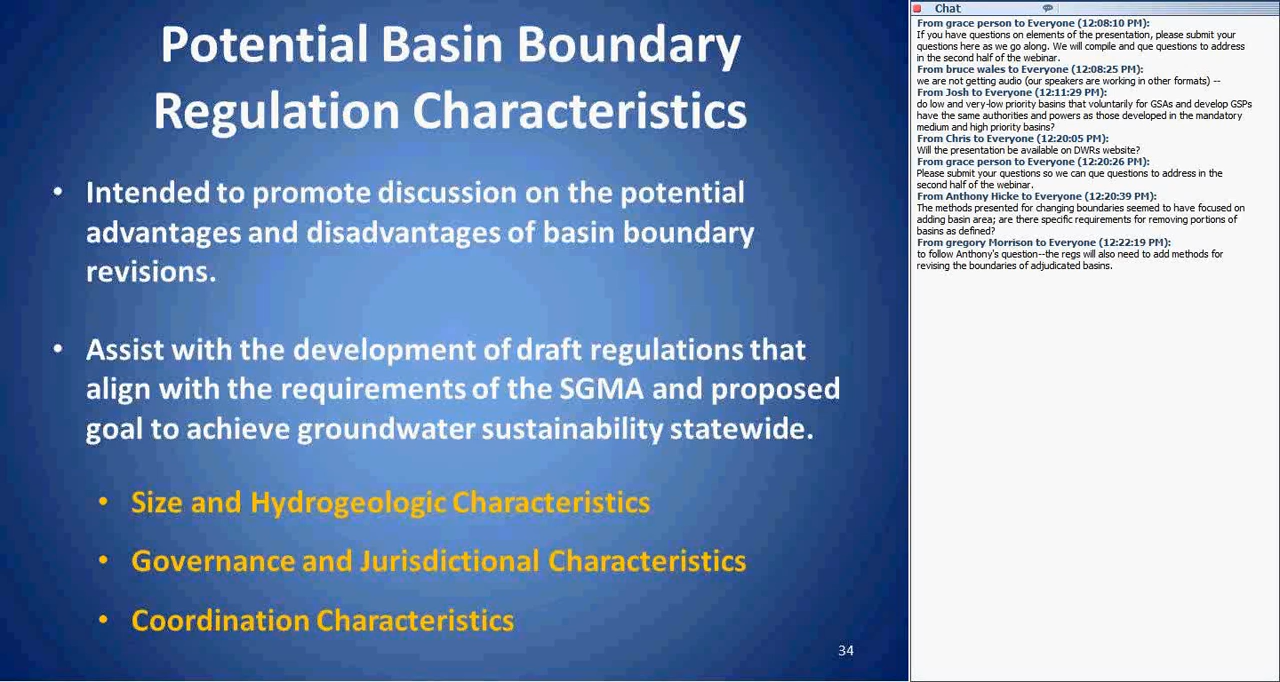 Potential Basin Boundary
Regulation Characteristics
• Intended to promote discussion on the potential
advantages and disadvantages of basin boundary
revisions.
• Assist with the development of draft regulations that
align with the requirements of the SGMA and proposed
goal to achieve groundwater sustainability statewide.
• Size and Hydrogeologic Characteristics
• Governance and Jurisdictional Characteristics
• Coordination Characteristics
34
Chat
From grace person to Everyone (12:08:10 PM):
If you have questions on elements of the presentation, please submit your
questions here as we go along. We will compile and que questions to address
in the second half of the webinar.
From bruce wales to Everyone (12:08:25 PM):
we are not getting audio (our speakers are working in other formats) --
From Josh to Everyone (12:11:29 PM):
do low and very-low priority basins that voluntarily for GSAs and develop GSPs
have the same authorities and powers as those developed in the mandatory
medium and high priority basins?
From Chris to Everyone (12:20:05 PM):
Will the presentation be available on DWRs website?
From grace person to Everyone (12:20:26 PM):
Please submit your questions so we can que questions to address in the
second half of the webinar.
From Anthony Hicke to Everyone (12:20:39 PM):
The methods presented for changing boundaries seemed to have focused on
adding basin area; are there specific requirements for removing portions of
basins as defined?
From gregory Morrison to Everyone (12:22:19 PM):
to follow Anthony's question--the regs will also need to add methods for
revising the boundaries of adjudicated basins.